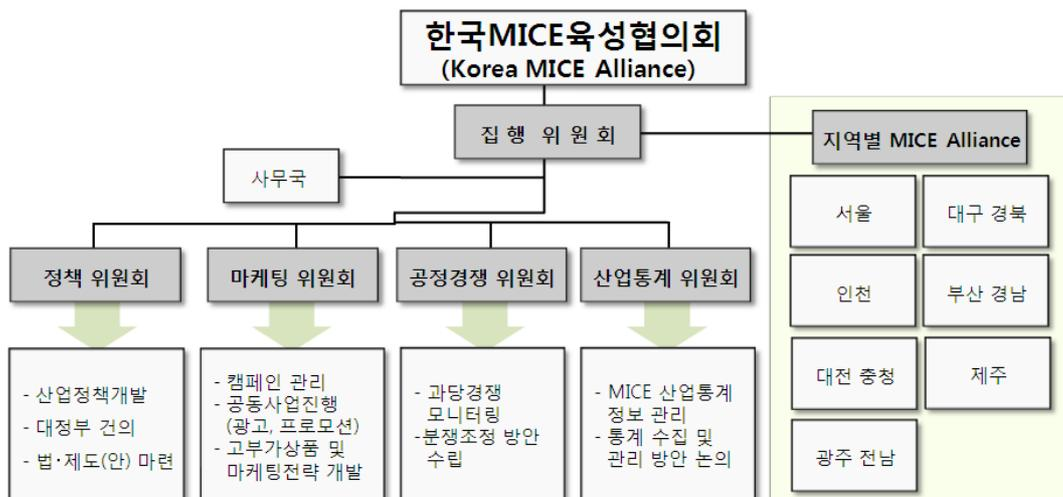 한국MICE육성협의회
(Korea MICE Alliance)
집행 위원회
지역별 MICE Alliance
사무국
서울
대구 경북
인천
부산 경남
대전 충청
제주
광주 전남
정책 위원회
마케팅 위원회
공정경쟁 위원회
산업통계 위원회
- 산업정책개발
- 대정부 건의
- 법·제도(안) 마련
- 캠페인 관리
- 공동사업진행
(광고, 프로모션)
- 고부가상품 및
마케팅전략 개발
- 과당경쟁
모니터링
-분쟁조정 방안
수립
- MICE 산업통계
정보 관리
- 통계 수집 및
관리 방안 논의